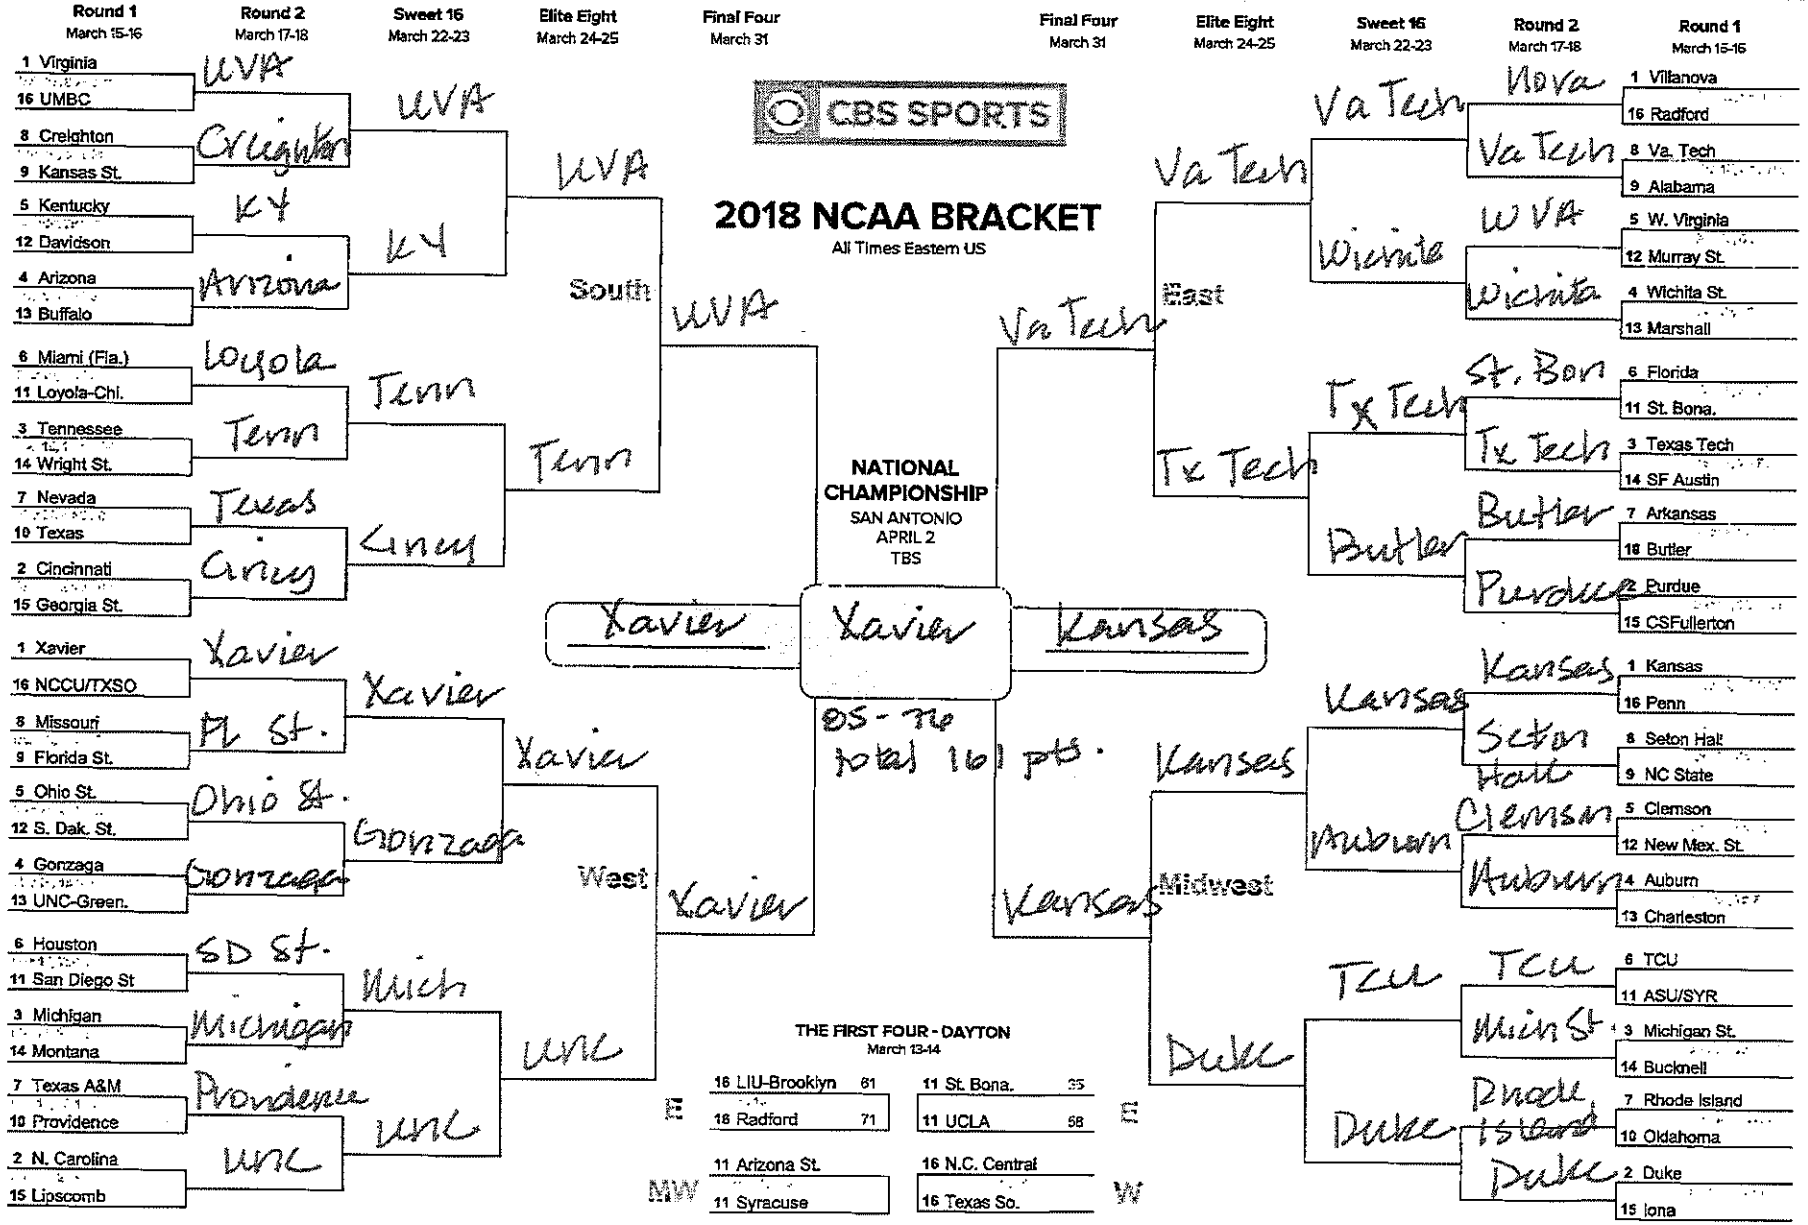 Round 1
March 15-16
Round 2
March 17-18
Sweet 16
March 22-23
Elite Eight
March 24-25
Final Four
March 31
Final Four
March 31
Elite Eight
March 24-25
Sweet 16
March 22-23
Round 2
March 17-18
Round 1
March 15-16
CBS SPORTS
2018 NCAA BRACKET
All Times Eastern US
1 Virginia
16 UMBC
8 Creighton
9 Kansas St.
5 Kentucky
12 Davidson
4 Arizona
13 Buffalo
6 Miami (Fla.)
11 Loyola-Chi.
3 Tennessee
14 Wright St.
7 Nevada
10 Texas
2 Cincinnati
15 Georgia St.
UVA
Creighton
KY
Arizona
Loyola
Tenn
Texas
Cincy
UVA
KY
Tenn
Cincy
UVA
Tenn
South
UVA
1 Xavier
16 NCCU/TXSO
8 Missouri
9 Florida St.
5 Ohio St.
12 S. Dak. St.
4 Gonzaga
13 UNC-Green.
6 Houston
11 San Diego St
3 Michigan
14 Montana
7 Texas A&M
10 Providence
2 N. Carolina
15 Lipscomb
Xavier
FL St.
Ohio St.
Gonzaga
SD St.
Michigan
Providence
UNC
Xavier
Gonzaga
Mich
UNC
Xavier
UNC
West
Xavier
NATIONAL
CHAMPIONSHIP
SAN ANTONIO
APRIL 2
TBS
Xavier
Xavier
Kansas
85-76
total 161 pts.
Va Tech
East
Va Tech
Tx Tech
Va Tech
Wichita
Tx Tech
Butler
Nova
Va Tech
WVA
Wichita
St. Bon
Tx Tech
Butler
Purdue
1 Villanova
16 Radford
8 Va. Tech
9 Alabama
5 W. Virginia
12 Murray St.
4 Wichita St.
13 Marshall
6 Florida
11 St. Bona.
3 Texas Tech
14 SF Austin
7 Arkansas
10 Butler
2 Purdue
15 CSFullerton
Kansas
Midwest
Kansas
Duke
Kansas
Auburn
TCU
Duke
Kansas
Seton
Hall
Clemson
Auburn
TCU
Mich St.
Rhode
Island
Duke
1 Kansas
16 Penn
8 Seton Hall
9 NC State
5 Clemson
12 New Mex. St.
4 Auburn
13 Charleston
6 TCU
11 ASU/SYR
3 Michigan St.
14 Bucknell
7 Rhode Island
10 Oklahoma
2 Duke
15 Iona
THE FIRST FOUR - DAYTON
March 13-14
E
16 LIU-Brooklyn 61
16 Radford 71
11 St. Bona.
11 UCLA 58
E
MW
11 Arizona St.
11 Syracuse
16 N.C. Central
16 Texas So.
W